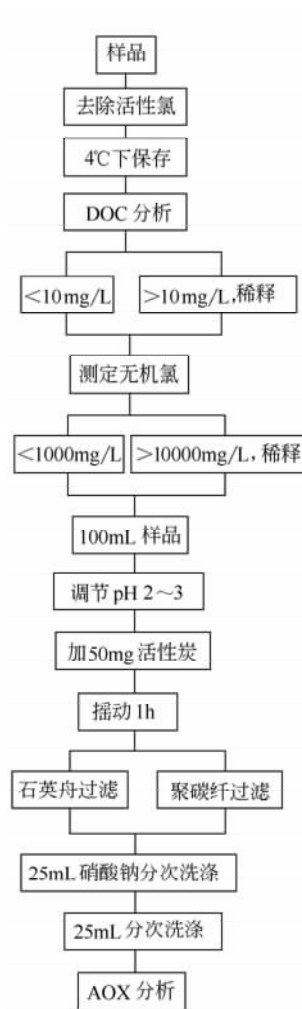 样品
去除活性氯
4℃下保存
DOC 分析
<10mg/L
>10mg/L,稀释
测定无机氯
<1000mg/L
>10000mg/L,稀释
100mL 样品
调节 pH 2～3
加50mg 活性炭
摇动 1h
石英舟过滤
聚碳纤过滤
25mL 硝酸钠分次洗涤
25mL 分次洗涤
AOX 分析